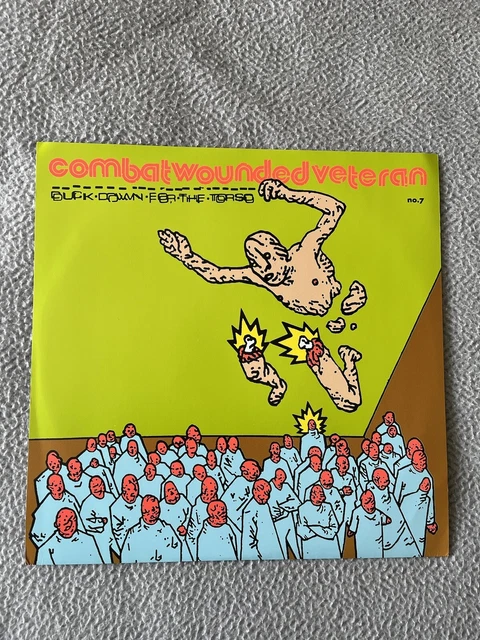 combatwoundedveteran
DUCK·DOWN·FOR·THE·TORSO
no.7